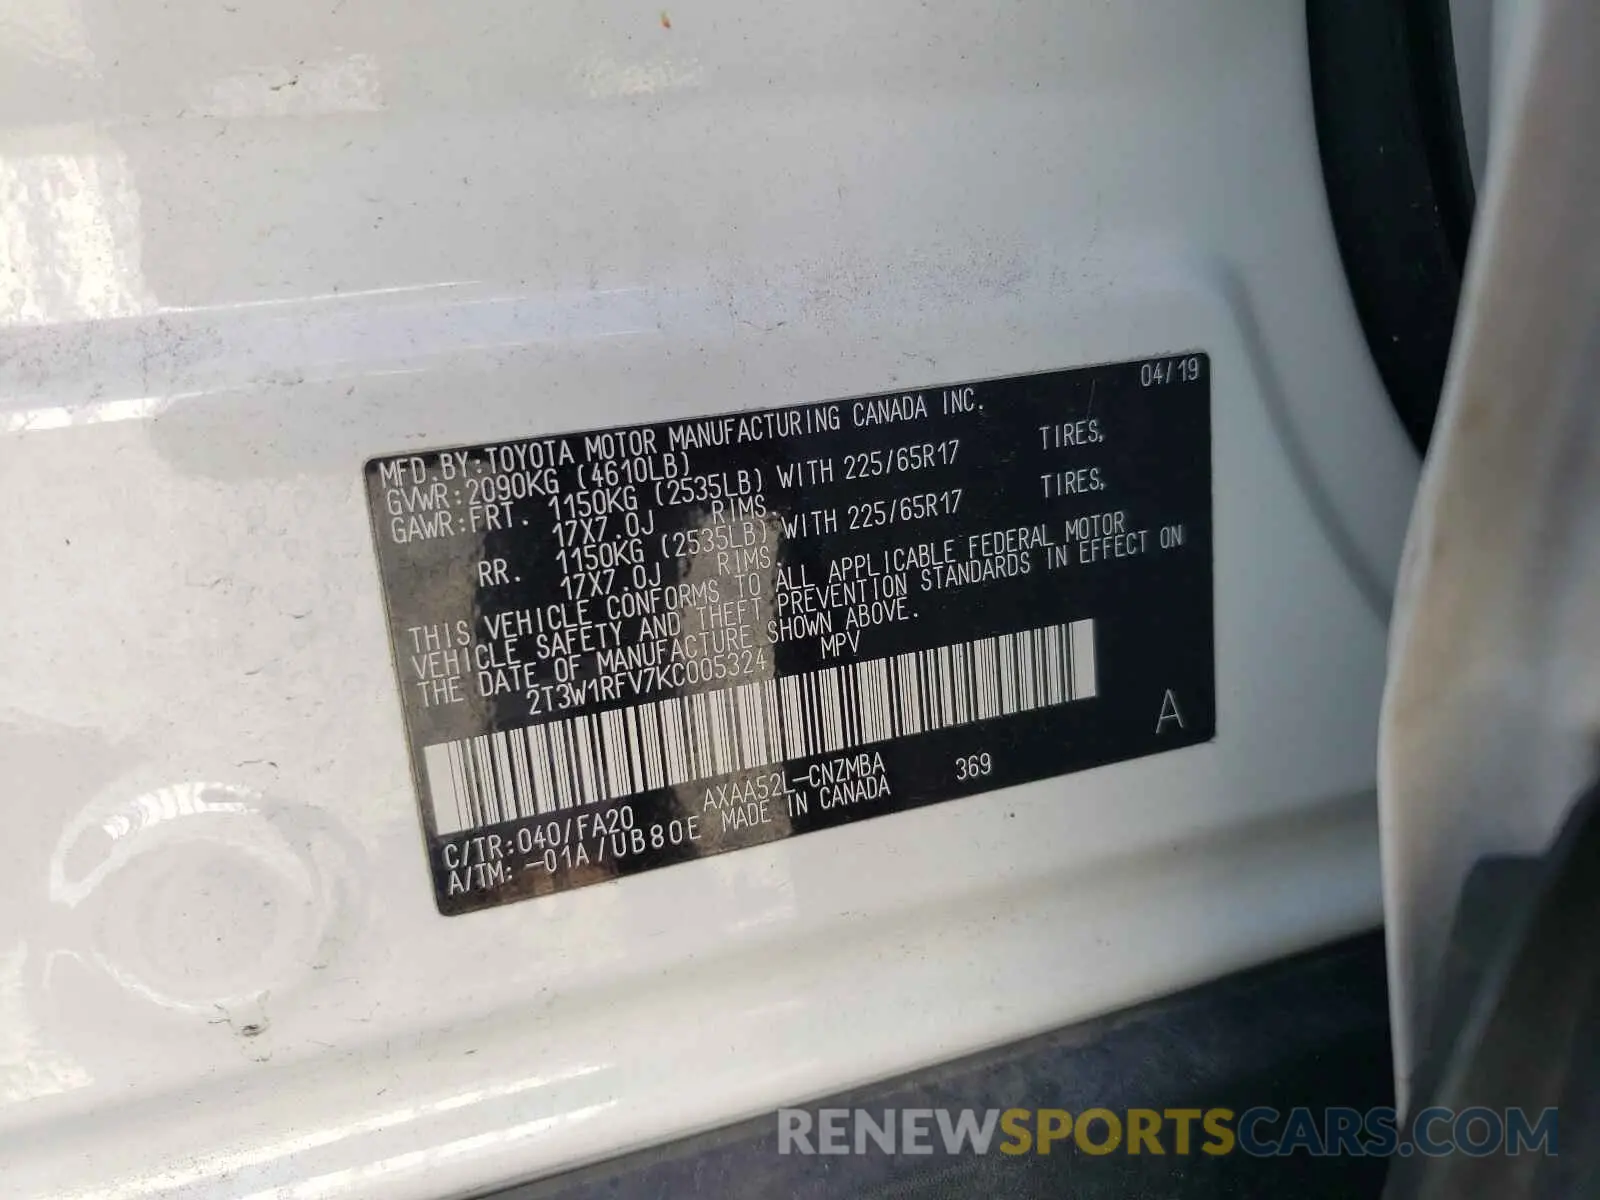 MFD.BY:TOYOTA MOTOR MANUFACTURING CANADA INC. 04/19
GVWR:2090KG (4610LB)
GAWR:FRT. 1150KG (2535LB) WITH 225/65R17 TIRES,
17X7.0J RIMS.
RR. 1150KG (2535LB) WITH 225/65R17 TIRES,
17X7.0J RIMS.
THIS VEHICLE CONFORMS TO ALL APPLICABLE FEDERAL MOTOR
VEHICLE SAFETY AND THEFT PREVENTION STANDARDS IN EFFECT ON
THE DATE OF MANUFACTURE SHOWN ABOVE.
2T3W1RFV7KC005324 MPV
A
AXAA52L-CNZMBA 369
C/TR:040/FA20 MADE IN CANADA
A/TM: -01A/UB80E
RENEWSPORTSCARS.COM